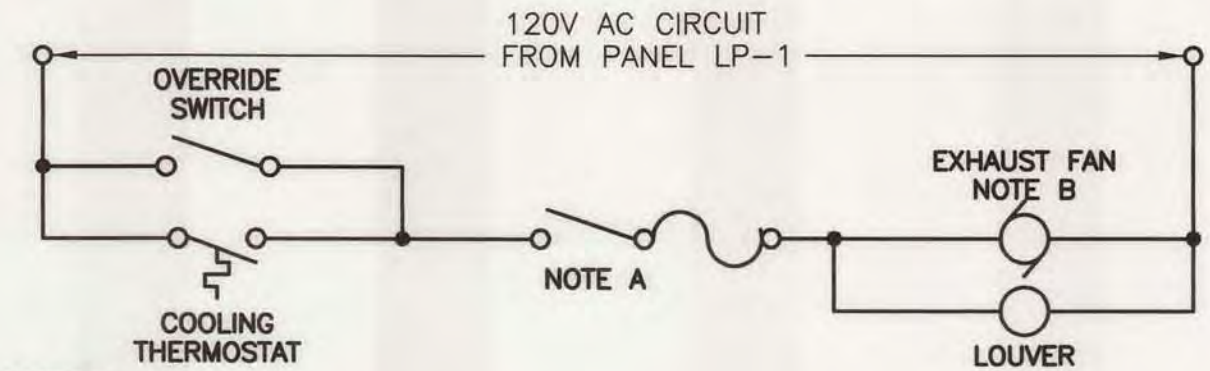 120V AC CIRCUIT
FROM PANEL LP-1
OVERRIDE
SWITCH
EXHAUST FAN
NOTE B
NOTE A
COOLING
THERMOSTAT
LOUVER